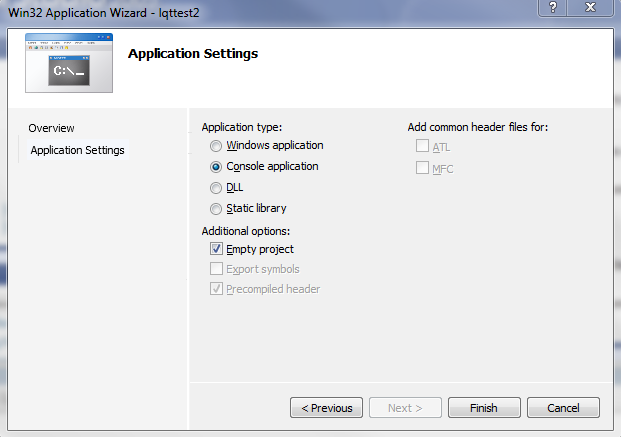 Win32 Application Wizard - lqttest2
?
C:\_
Application Settings
Overview
Application Settings
Application type:
Windows application
Console application
DLL
Static library
Additional options:
Empty project
Export symbols
Precompiled header
Add common header files for:
ATL
MFC
< Previous
Next >
Finish
Cancel